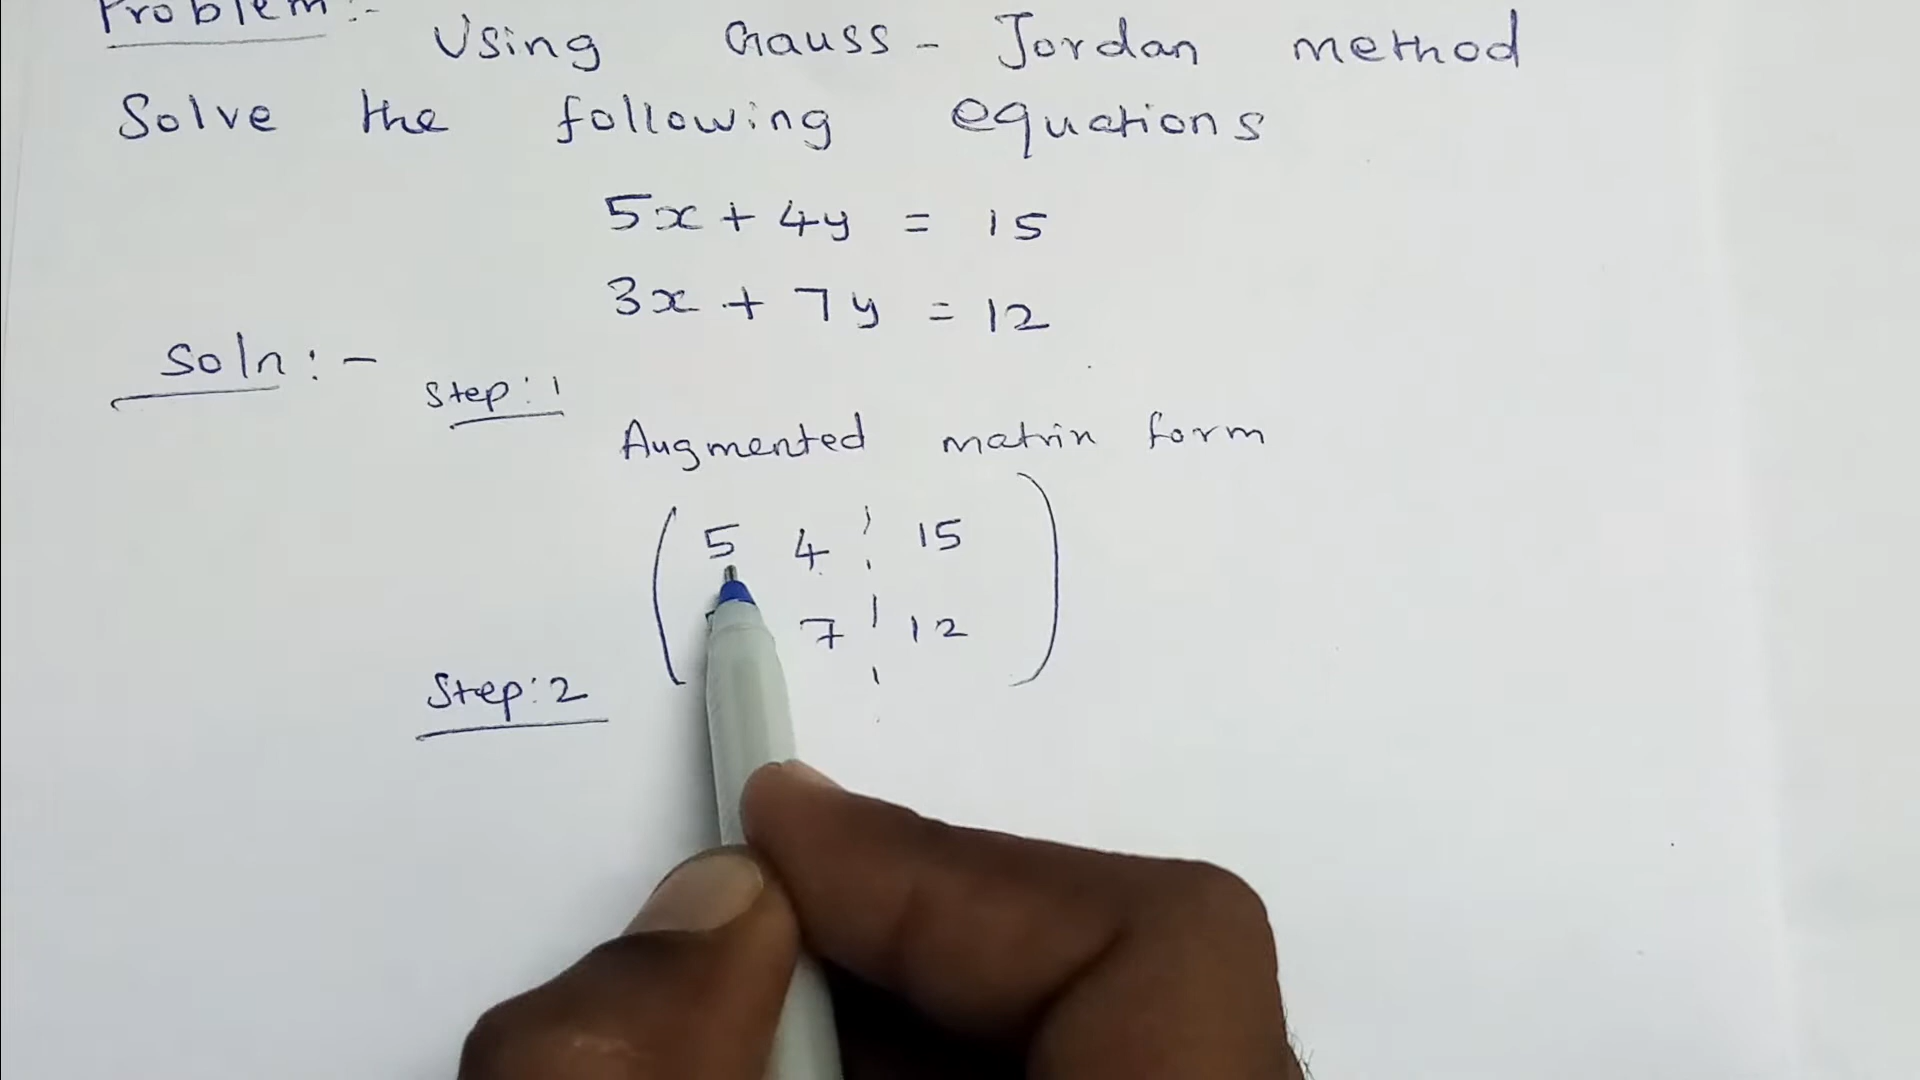 Problem :-
Using Gauss - Jordan method
Solve the following equations
5x + 4y = 15
3x + 7y = 12
Soln : -
Step : 1
Augmented matrix form
5 4 15
7 12
Step : 2